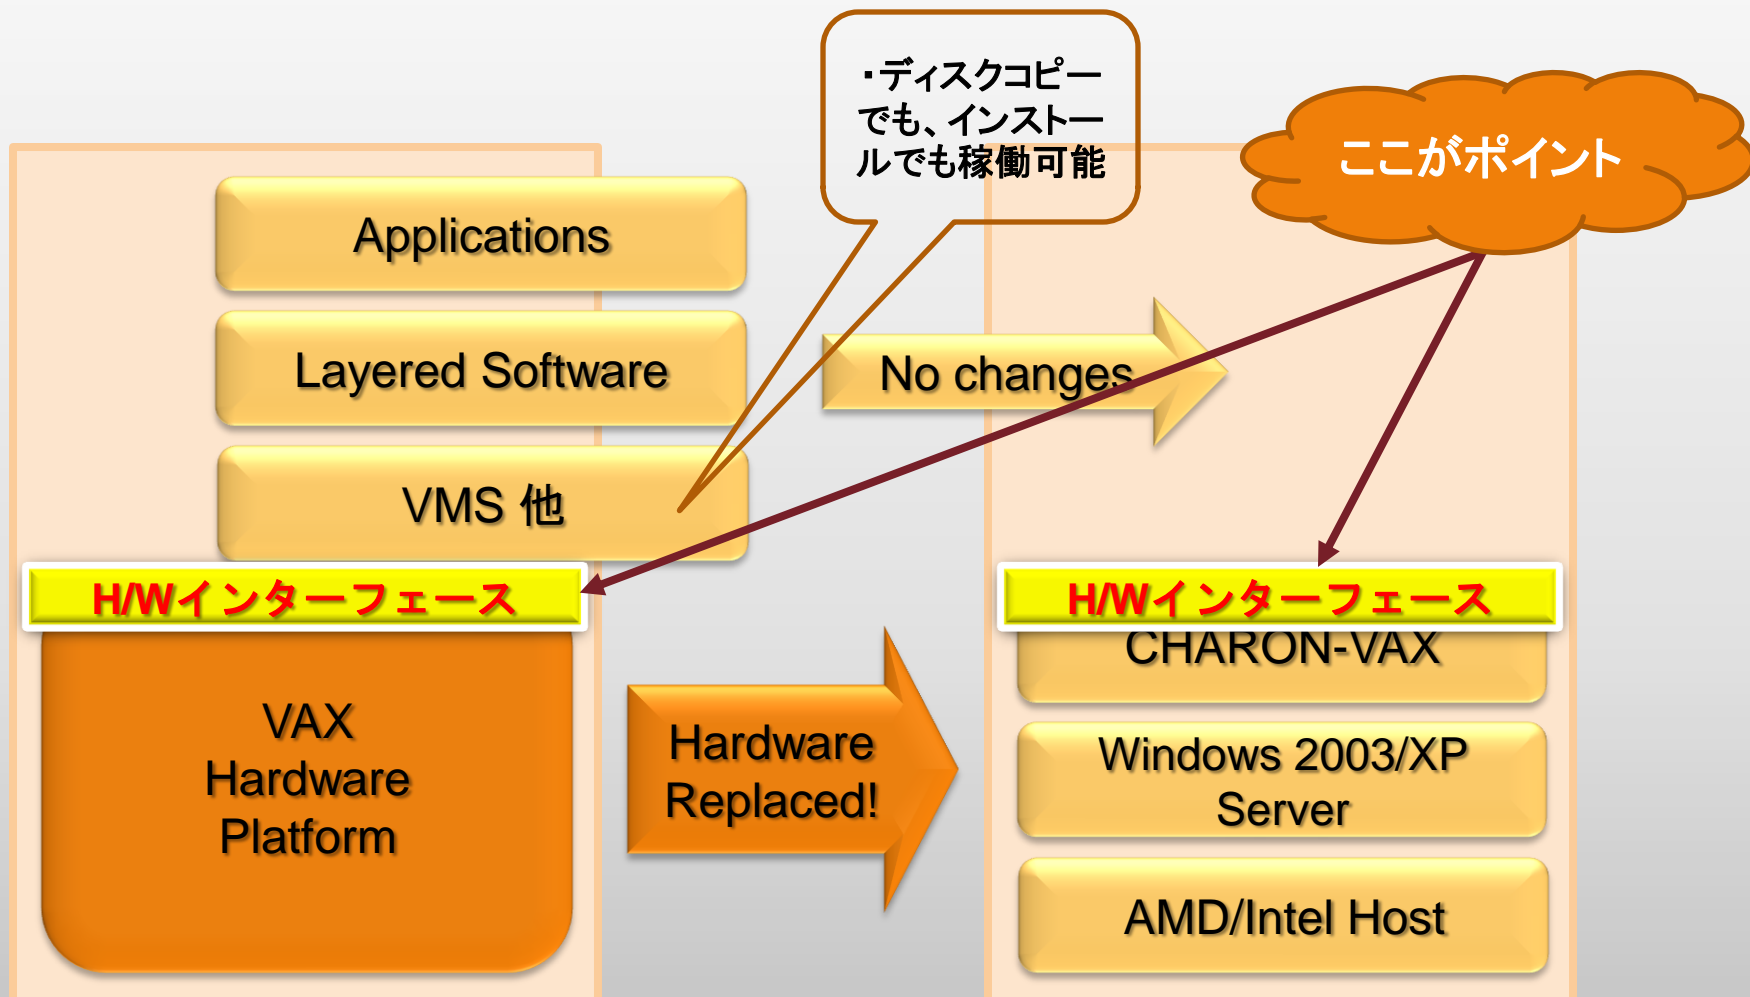 ・ディスクコピー
でも、インストー
ルでも稼働可能
ここがポイント
Applications
Layered Software
No changes
VMS 他
H/Wインターフェース
H/Wインターフェース
VAX
Hardware
Platform
Hardware
Replaced!
CHARON-VAX
Windows 2003/XP
Server
AMD/Intel Host